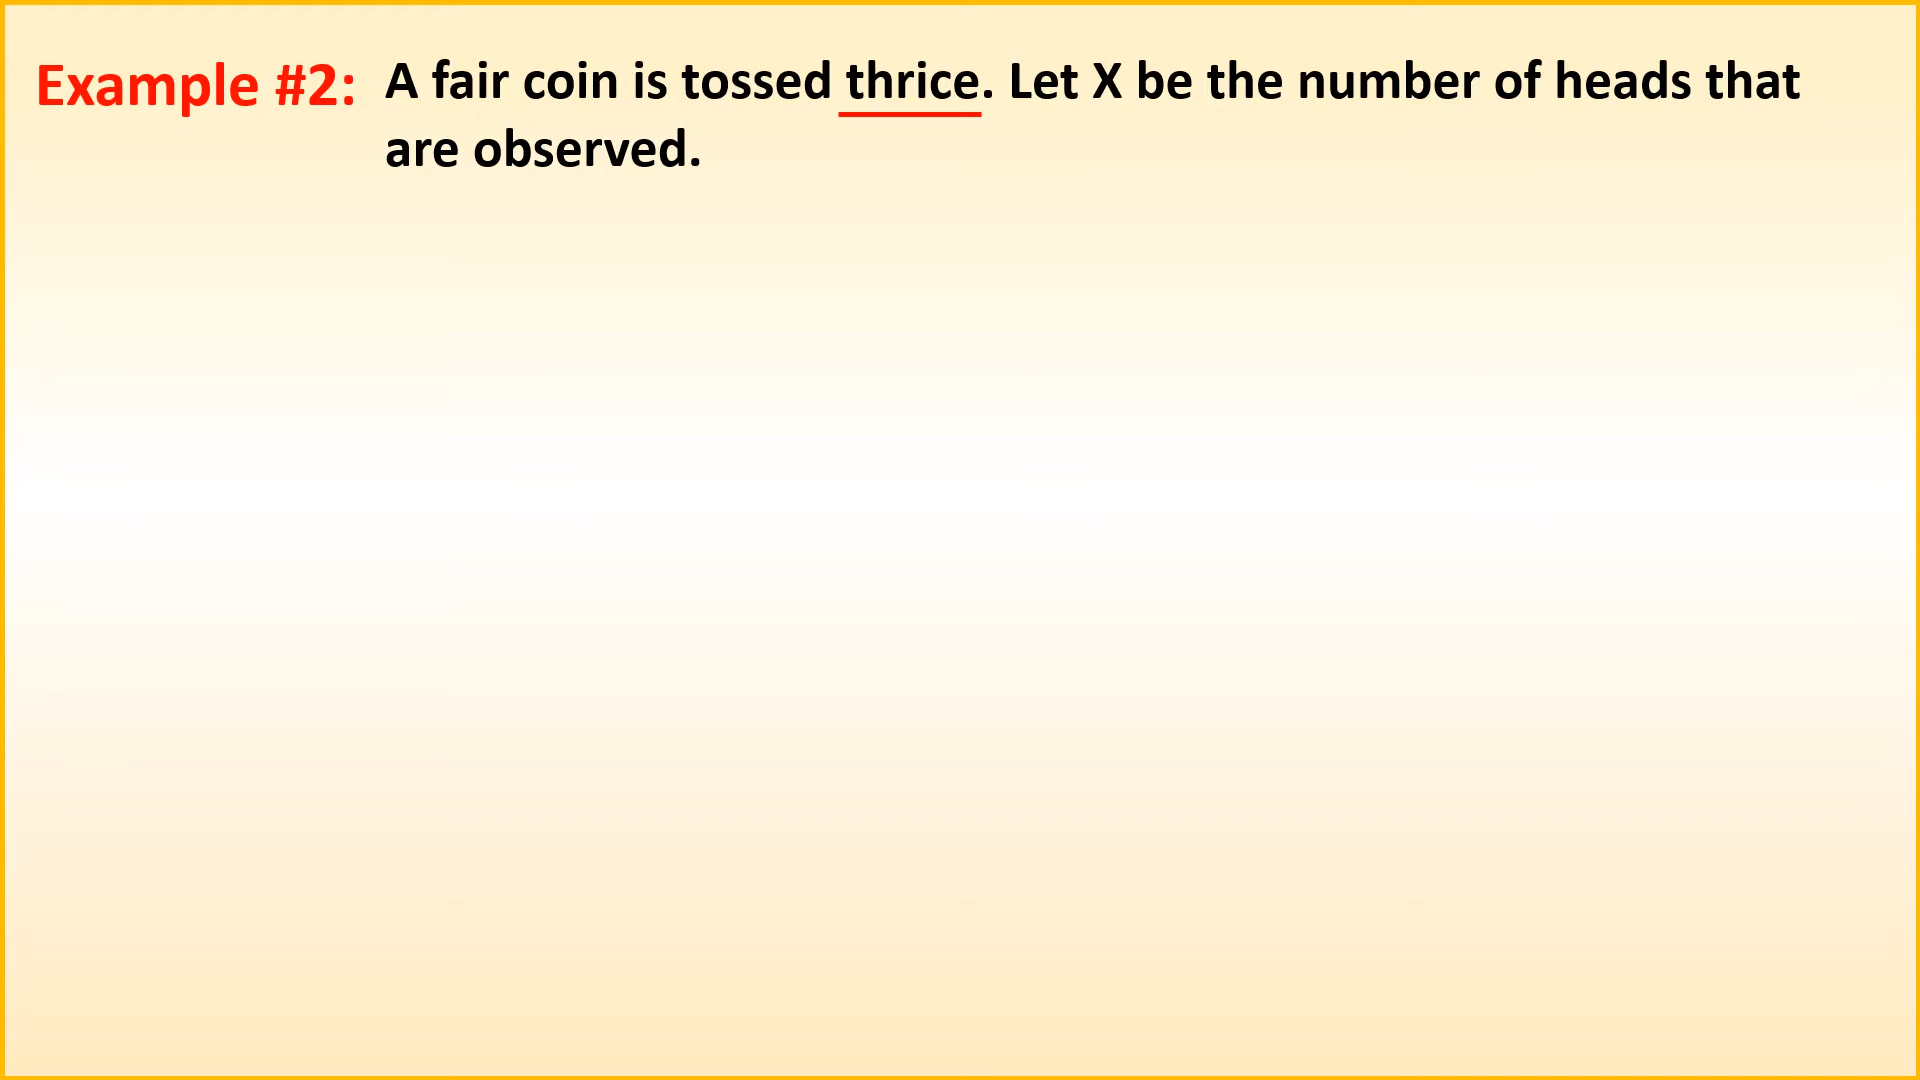 Example #2: A fair coin is tossed thrice. Let X be the number of heads that
are observed.